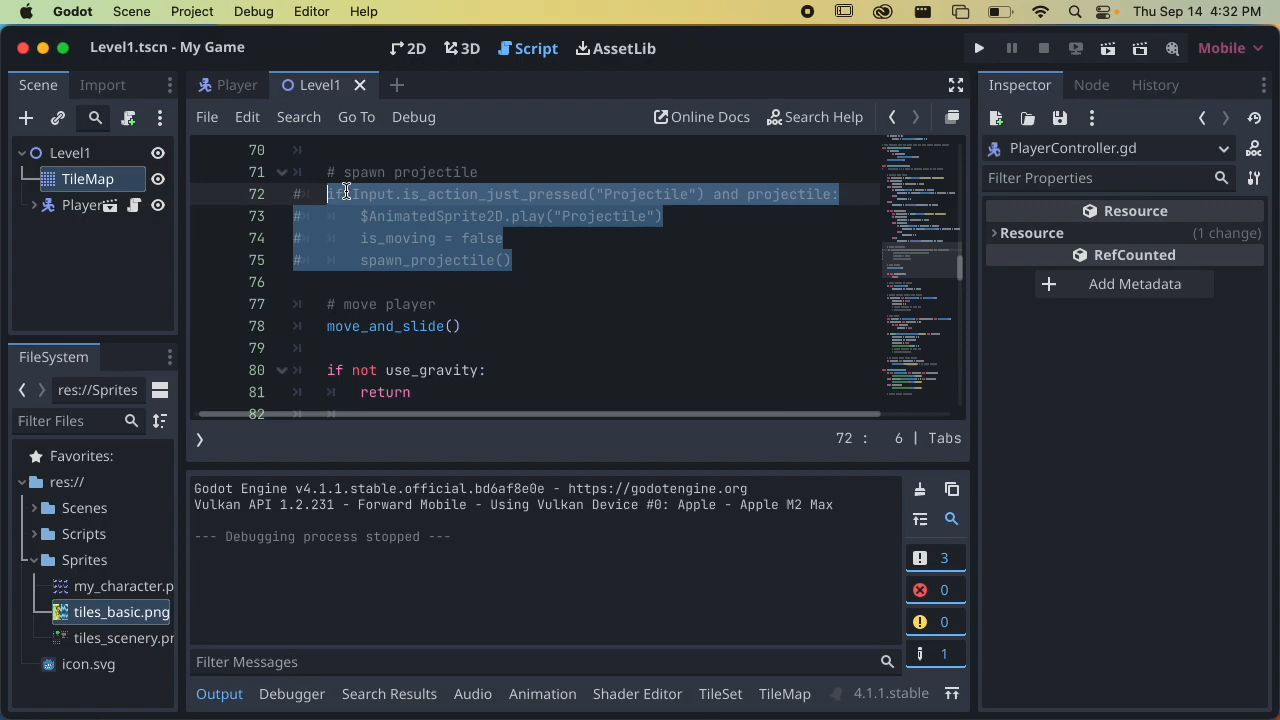 Godot Scene Project Debug Editor Help Thu Sep 14 4:32 PM
Level1.tscn - My Game 2D 3D Script AssetLib Mobile
Scene Import
Player Level1
Inspector Node History
File Edit Search Go To Debug Online Docs Search Help
Level1
TileMap
Player
PlayerController.gd
Filter Properties
Resource
Resource (1 change)
RefCounted
Add Metadata
70
71 # spawn projectile
72 # if Input.is_action_just_pressed("Projectile") and projectile:
73 # $AnimatedSprite2D.play("Projectile")
74 # is_moving = false
75 # spawn_projectile()
76
77 # move player
78 move_and_slide()
79
80 if not use_gravity:
81 return
82
72 : 6 | Tabs
FileSystem
res://Sprites
Filter Files
Favorites:
res://
Scenes
Scripts
Sprites
my_character.p
tiles_basic.png
tiles_scenery.pr
icon.svg
Godot Engine v4.1.1.stable.official.bd6af8e0e - https://godotengine.org
Vulkan API 1.2.231 - Forward Mobile - Using Vulkan Device #0: Apple - Apple M2 Max
--- Debugging process stopped ---
3
0
0
1
Filter Messages
Output Debugger Search Results Audio Animation Shader Editor TileSet TileMap 4.1.1.stable